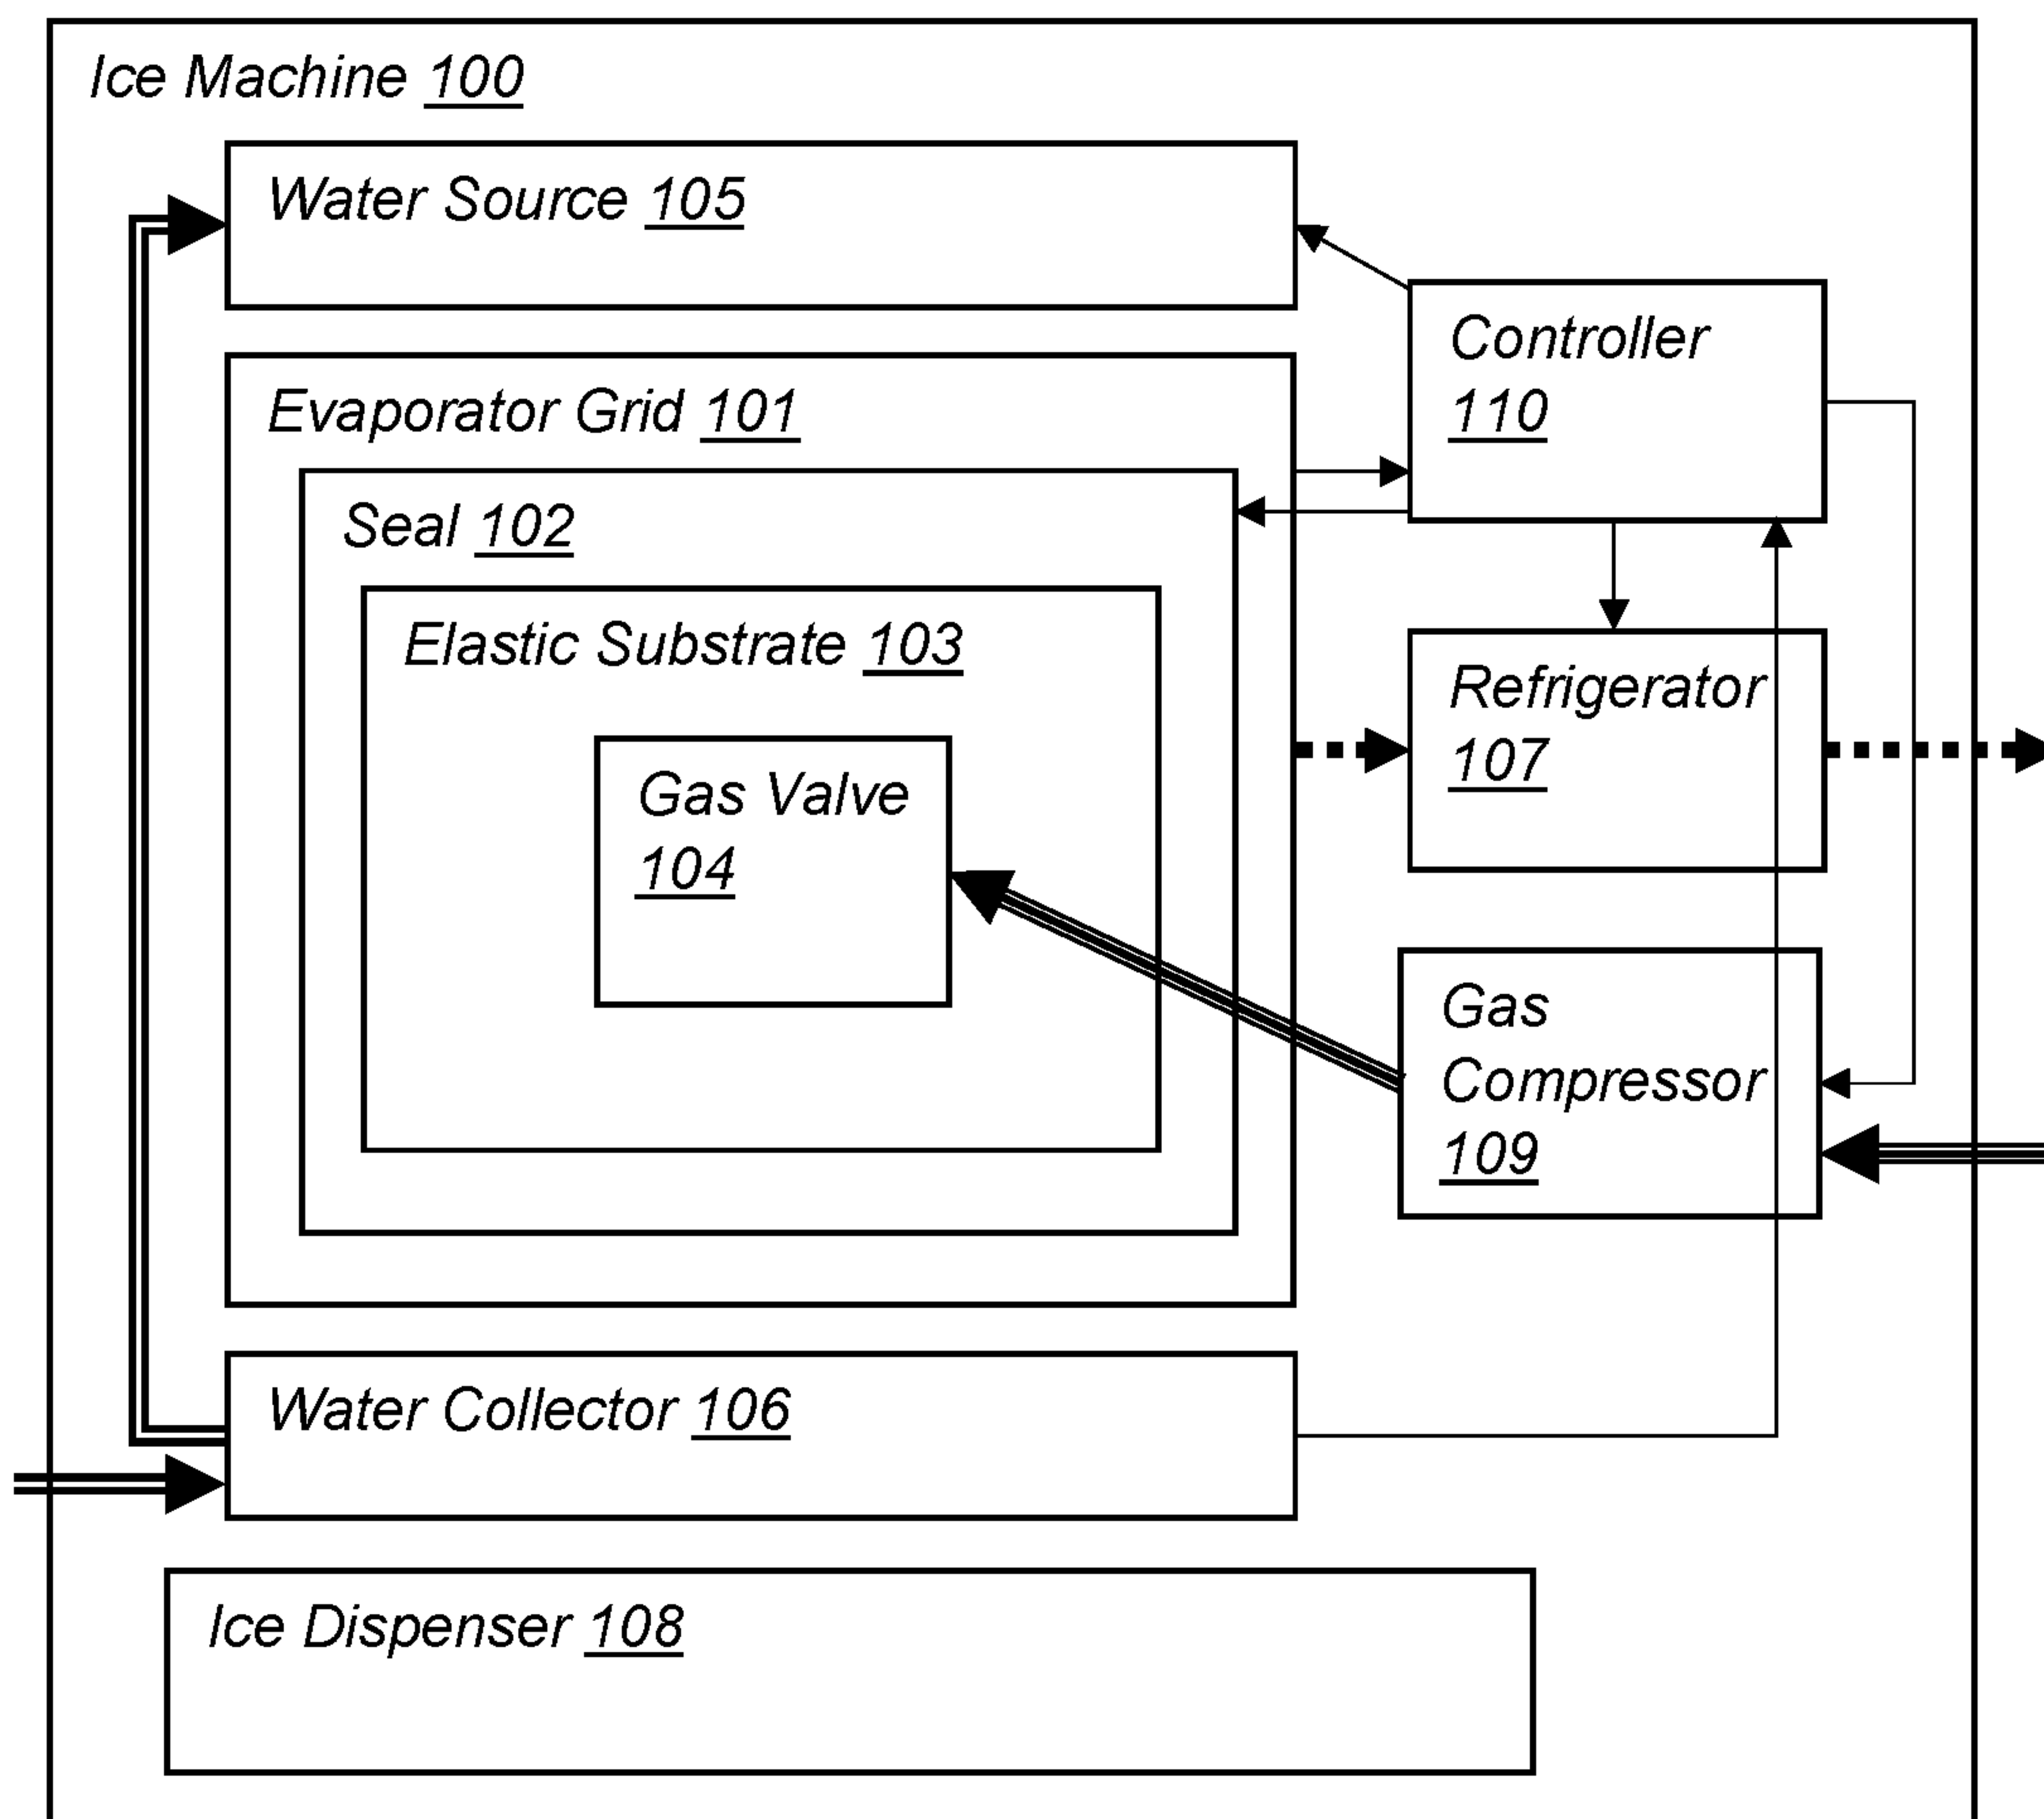 Ice Machine 100
Water Source 105
Controller
110
Evaporator Grid 101
Seal 102
Elastic Substrate 103
Refrigerator
107
Gas Valve
104
Gas
Compressor
109
Water Collector 106
Ice Dispenser 108